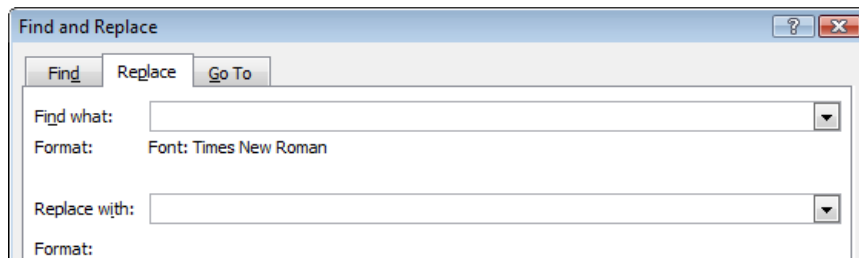 Find and Replace
Find Replace Go To
Find what:
Format: Font: Times New Roman
Replace with:
Format: